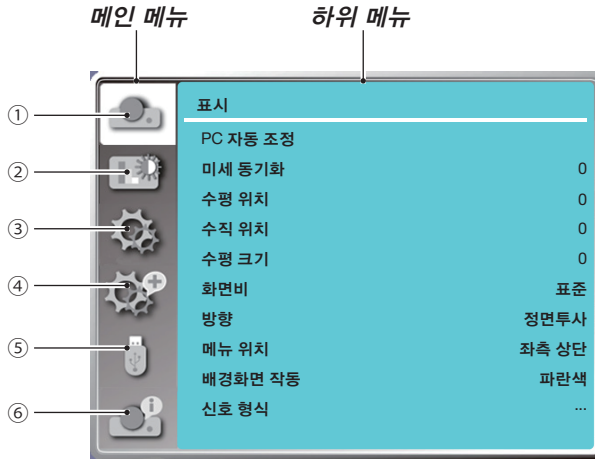 메인 메뉴 하위 메뉴
① 표시
PC 자동 조정
② 미세 동기화 0
수평 위치 0
③ 수직 위치 0
수평 크기 0
④ 화면비 표준
방향 정면투사
⑤ 메뉴 위치 좌측 상단
배경화면 작동 파란색
⑥ 신호 형식 ...